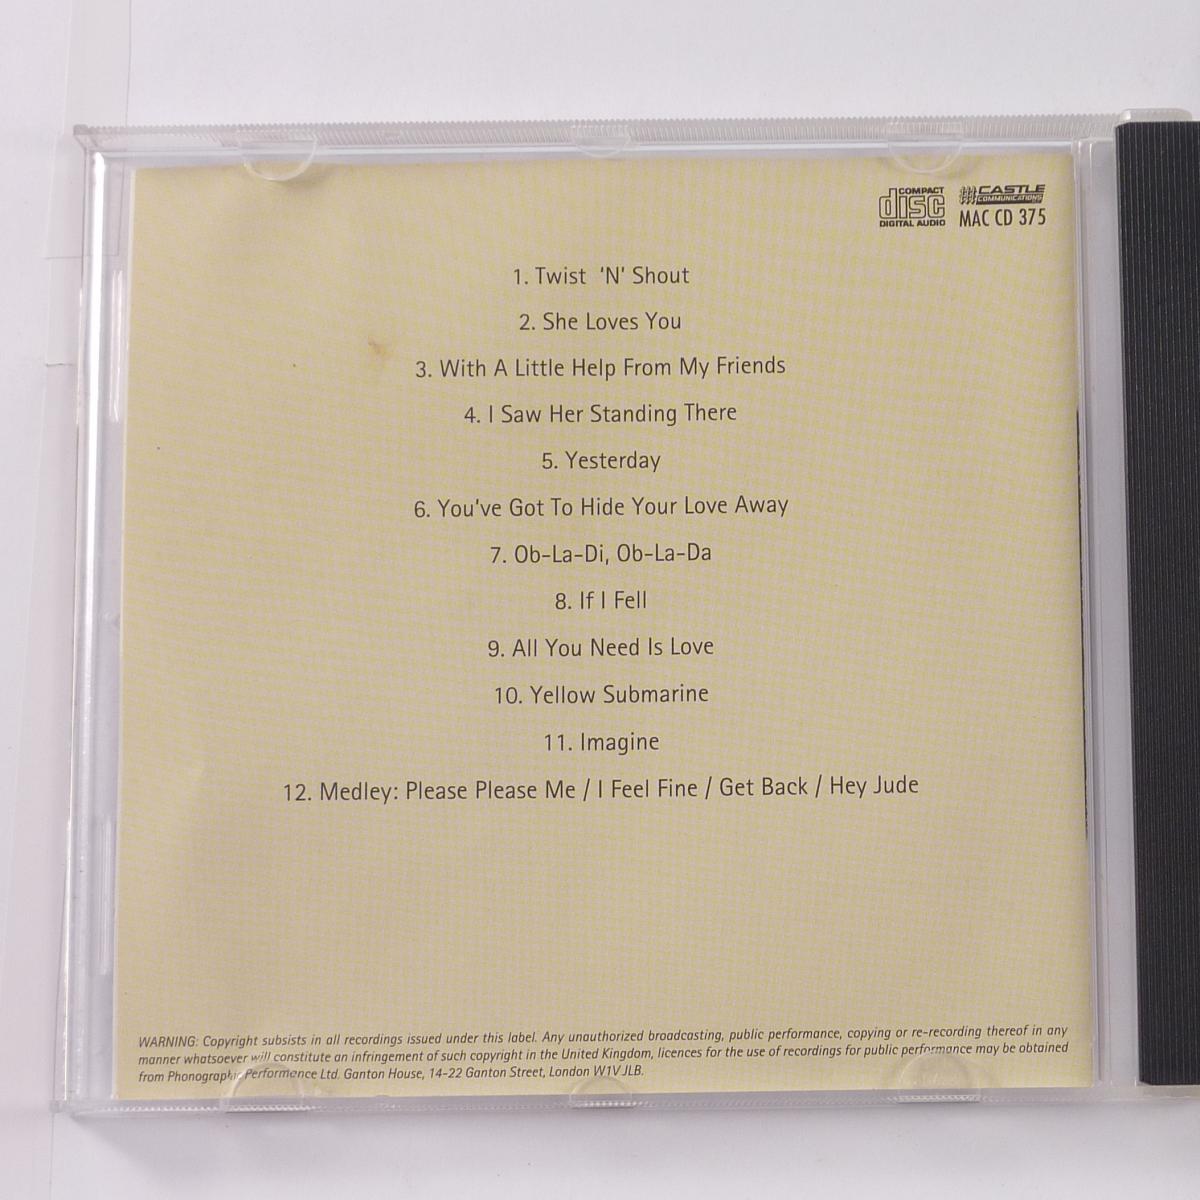 COMPACT
disc
DIGITAL AUDIO
CASTLE
COMMUNICATIONS
MAC CD 375
1. Twist 'N' Shout
2. She Loves You
3. With A Little Help From My Friends
4. I Saw Her Standing There
5. Yesterday
6. You've Got To Hide Your Love Away
7. Ob-La-Di, Ob-La-Da
8. If I Fell
9. All You Need Is Love
10. Yellow Submarine
11. Imagine
12. Medley: Please Please Me / I Feel Fine / Get Back / Hey Jude
WARNING: Copyright subsists in all recordings issued under this label. Any unauthorized broadcasting, public performance, copying or re-recording thereof in any
manner whatsoever will constitute an infringement of such copyright in the United Kingdom, licences for the use of recordings for public performance may be obtained
from Phonographic Performance Ltd. Ganton House, 14-22 Ganton Street, London W1V JLB.